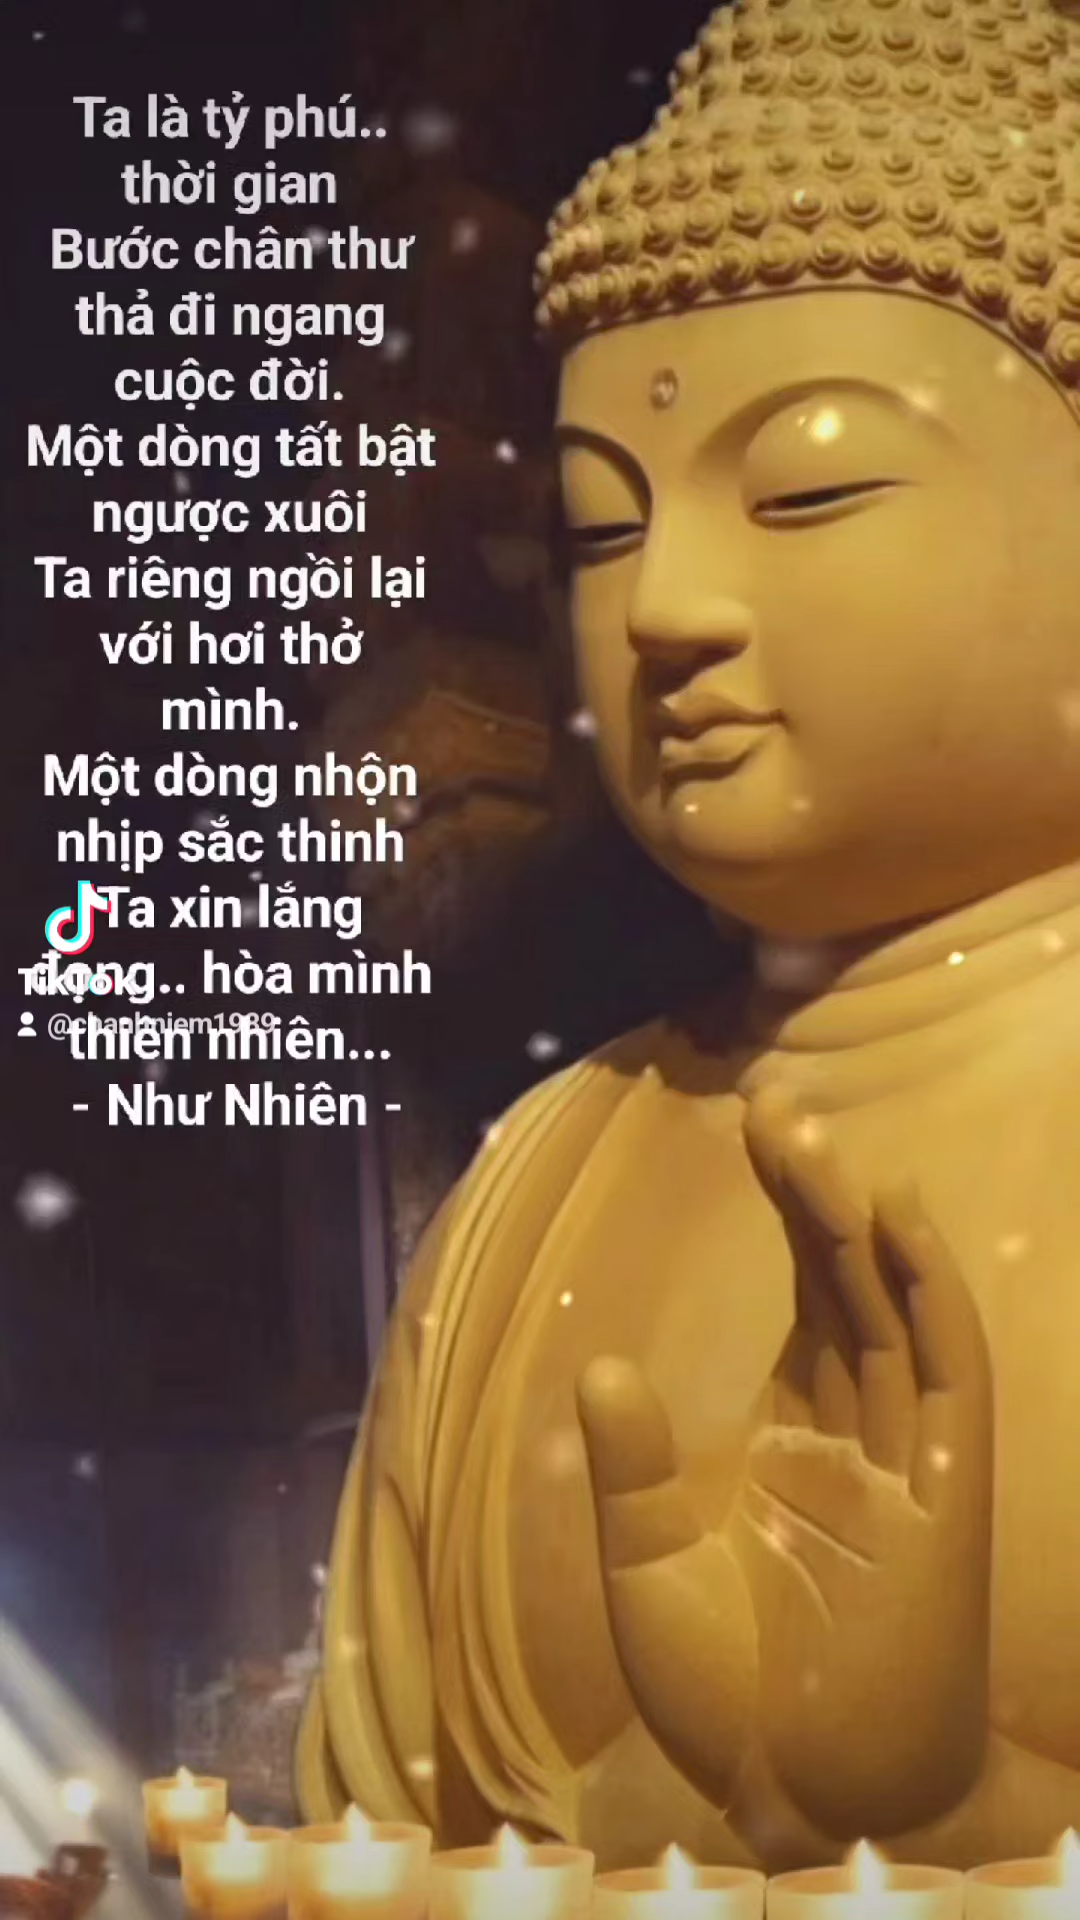 Ta là tỷ phú..
thời gian
Bước chân thư
thả đi ngang
cuộc đời.
Một dòng tất bật
ngược xuôi
Ta riêng ngồi lại
với hơi thở
mình.
Một dòng nhộn
nhịp sắc thinh
Ta xin lắng
đọng.. hòa mình
TikTok
@chanhniem1989
thiên nhiên...
- Như Nhiên -